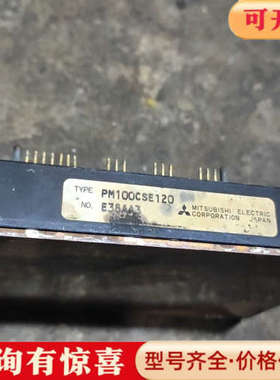 可开
TYPE PM100CSE120
NO.
MITSUBISHI ELECTRIC
CORPORATION JAPAN
询有惊喜
型号齐全·价格